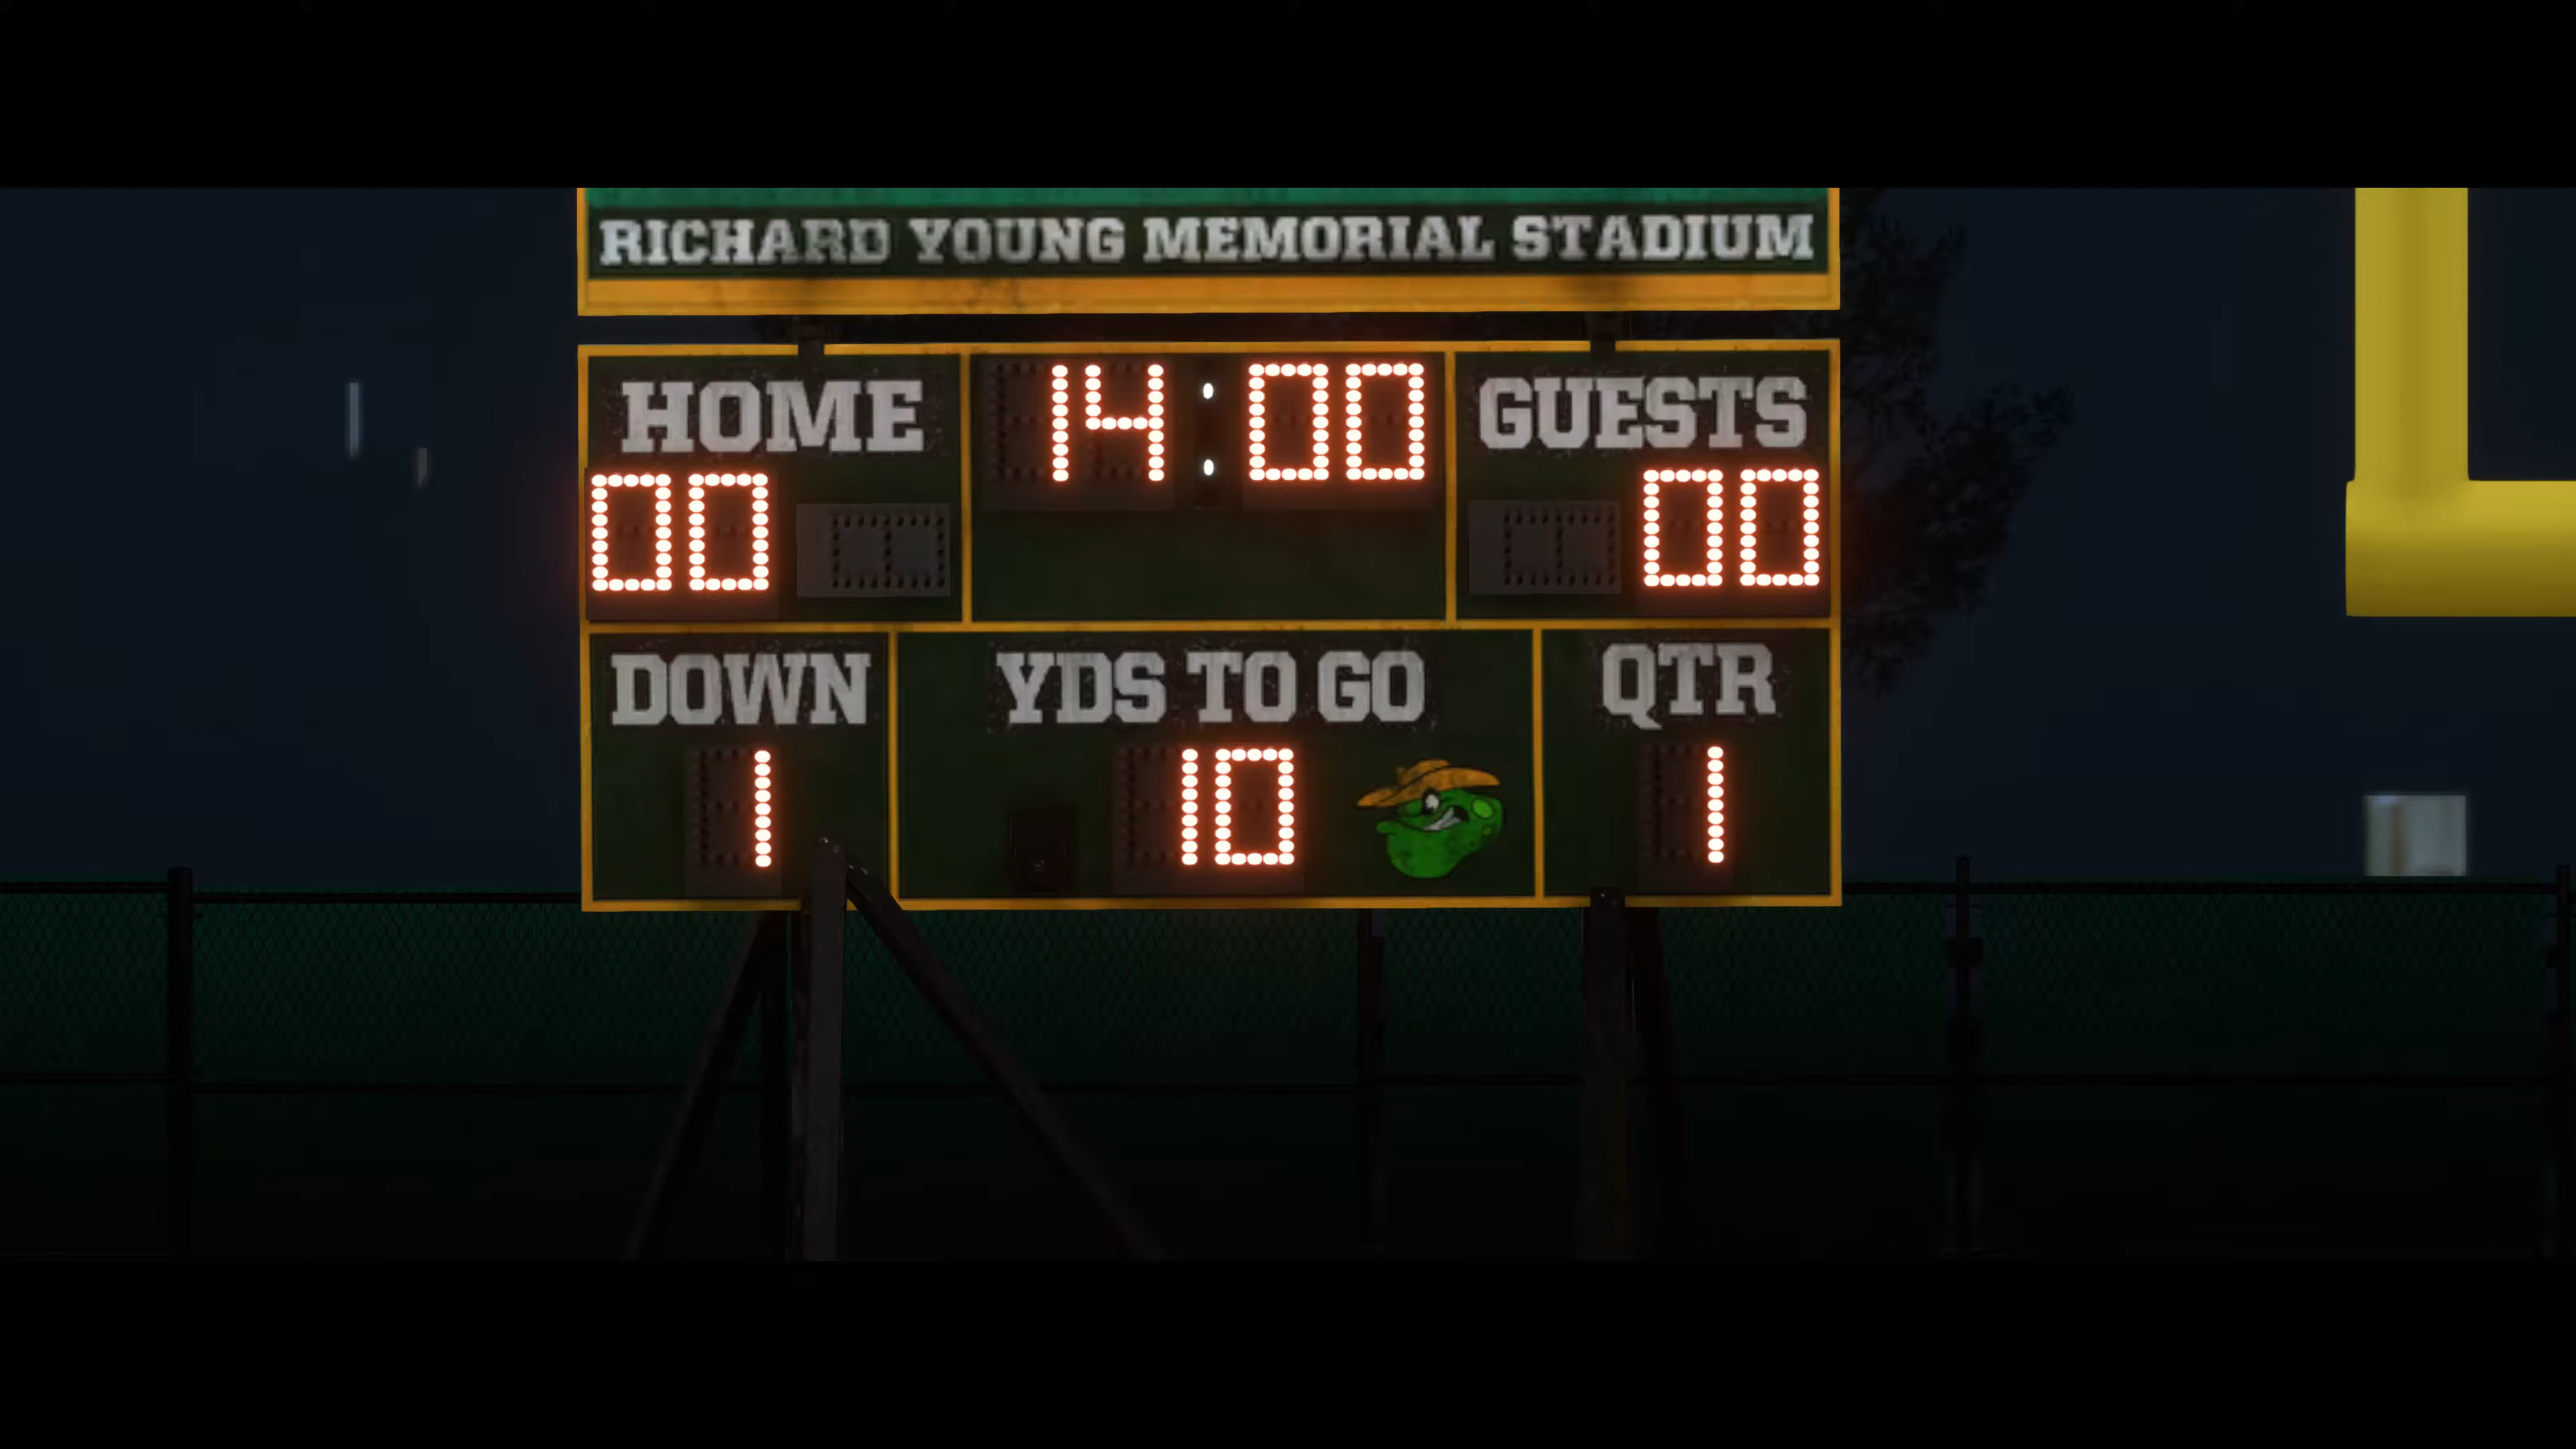 RICHARD YOUNG MEMORIAL STADIUM
HOME 14:00 GUESTS
00 00
DOWN YDS TO GO QTR
1 10 1